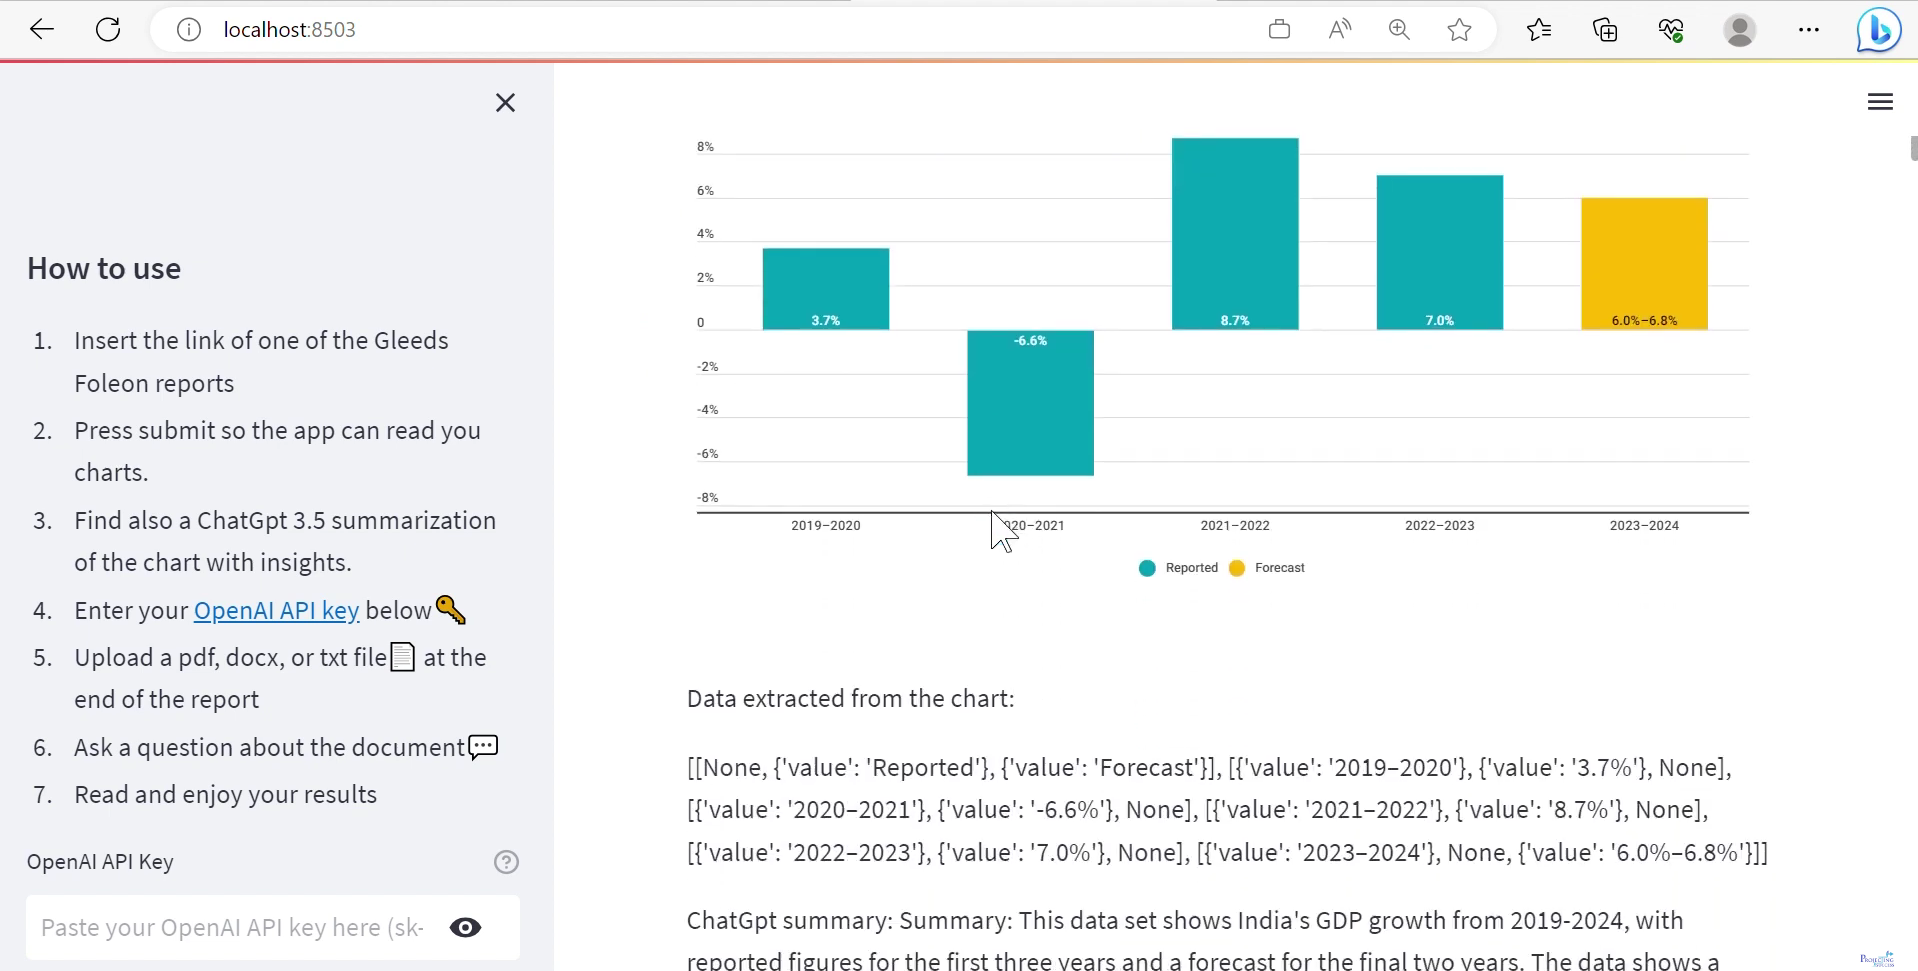 localhost:8503
How to use
1. Insert the link of one of the Gleeds
Foleon reports
2. Press submit so the app can read you
charts.
3. Find also a ChatGpt 3.5 summarization
of the chart with insights.
4. Enter your OpenAI API key below
5. Upload a pdf, docx, or txt file at the
end of the report
6. Ask a question about the document
7. Read and enjoy your results
OpenAI API Key
Paste your OpenAI API key here (sk-
8%
6%
4%
2%
0
-2%
-4%
-6%
-8%
3.7%
-6.6%
8.7%
7.0%
6.0%–6.8%
2019–2020
020–2021
2021–2022
2022–2023
2023–2024
Reported
Forecast
Data extracted from the chart:
[[None, {'value': 'Reported'}, {'value': 'Forecast'}], [{'value': '2019–2020'}, {'value': '3.7%'}, None],
[{'value': '2020–2021'}, {'value': '-6.6%'}, None], [{'value': '2021–2022'}, {'value': '8.7%'}, None],
[{'value': '2022–2023'}, {'value': '7.0%'}, None], [{'value': '2023–2024'}, None, {'value': '6.0%–6.8%'}]]
ChatGpt summary: Summary: This data set shows India's GDP growth from 2019-2024, with
reported figures for the first three years and a forecast for the final two years. The data shows a
PROJECTING
SUCCESS